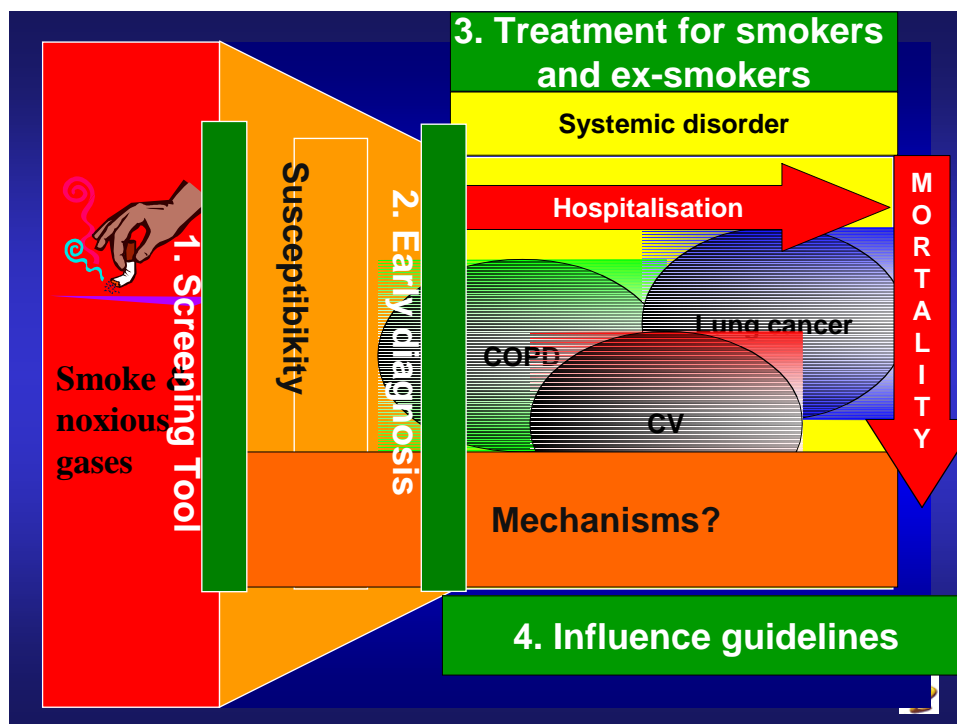 3. Treatment for smokers
and ex-smokers
Systemic disorder
Hospitalisation
MORTALITY
1. Screening Tool
Susceptibikity
2. Early diagnosis
Lung cancer
COPD
CV
Smoke &
noxious
gases
Mechanisms?
4. Influence guidelines